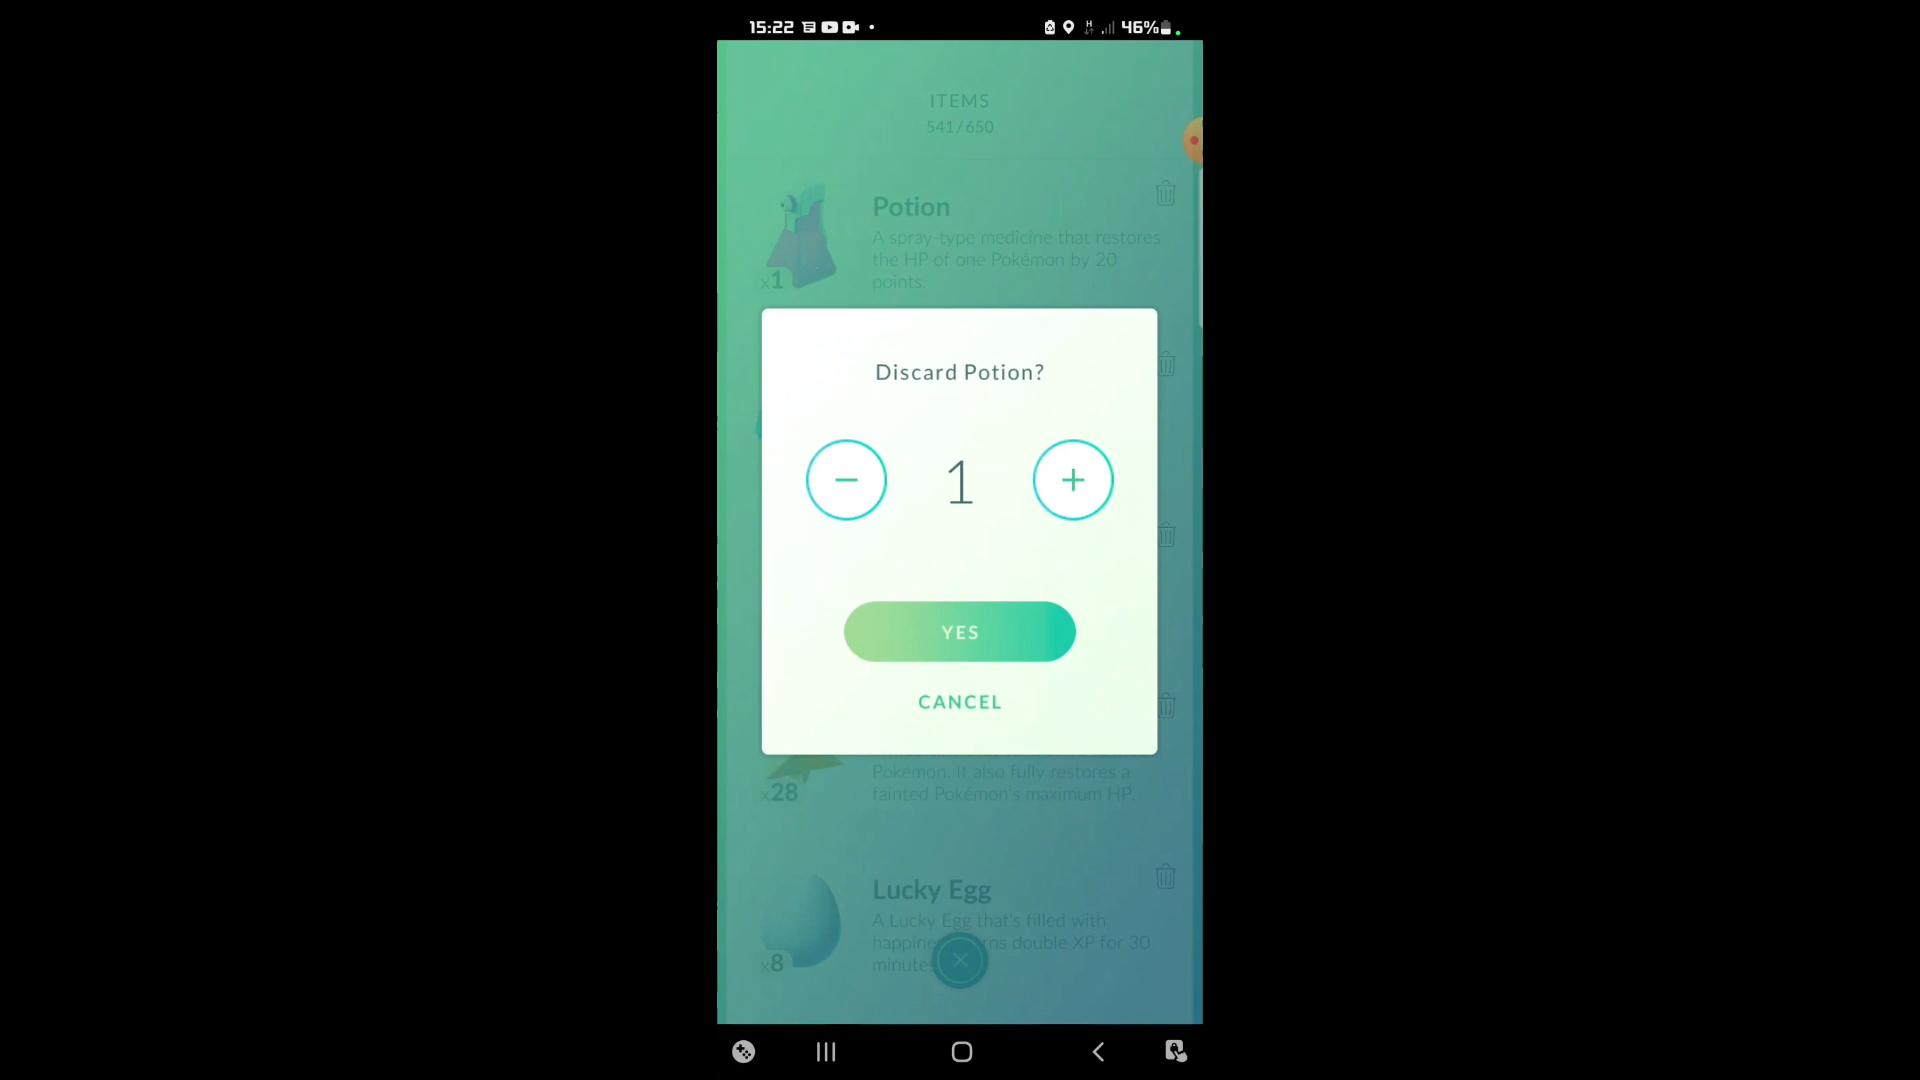 15:22
46%
ITEMS
541/650
Potion
A spray-type medicine that restores
the HP of one Pokémon by 20
points.
x1
Discard Potion?
1
YES
CANCEL
Pokémon. It also fully restores a
fainted Pokémon's maximum HP.
x28
Lucky Egg
A Lucky Egg that's filled with
double XP for 30
x8